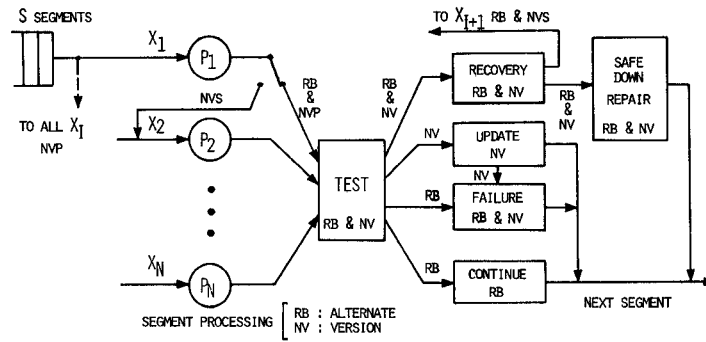 S SEGMENTS
X1
P1
TO ALL XI
NVP
NVS
X2
P2
XN
PN
RB
&
NVP
TEST
RB & NV
TO XI+1 RB & NVS
RB
&
NV
RECOVERY
RB & NV
RB
&
NV
SAFE
DOWN
REPAIR
RB & NV
NV
UPDATE
NV
NV
RB
FAILURE
RB & NV
RB
CONTINUE
RB
NEXT SEGMENT
SEGMENT PROCESSING
RB : ALTERNATE
NV : VERSION